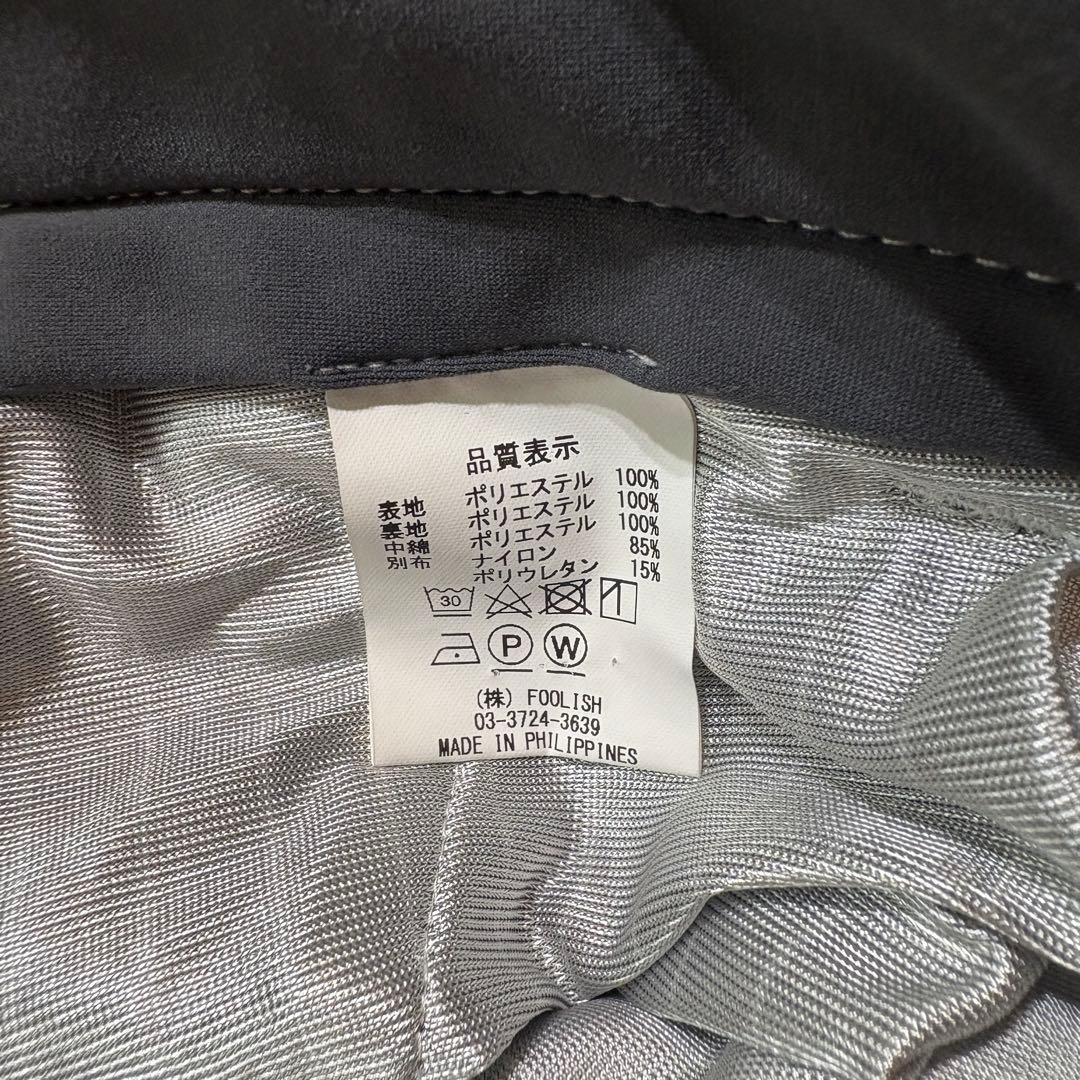 品質表示
表地 ポリエステル 100%
裏地 ポリエステル 100%
中綿 ポリエステル 100%
別布 ナイロン 85%
ポリウレタン 15%
30
P W
(株) FOOLISH
03-3724-3639
MADE IN PHILIPPINES